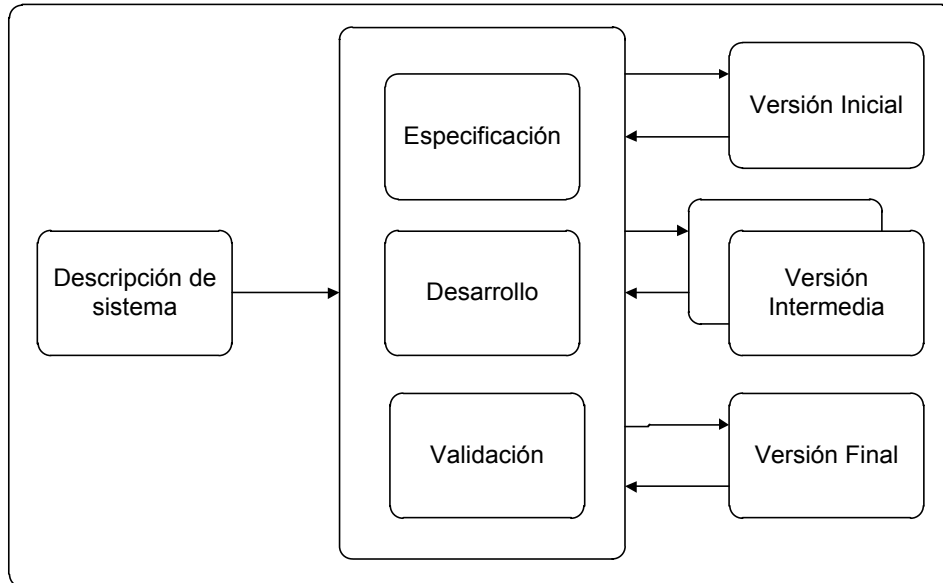 Descripción de
sistema
Especificación
Desarrollo
Validación
Versión Inicial
Versión
Intermedia
Versión Final